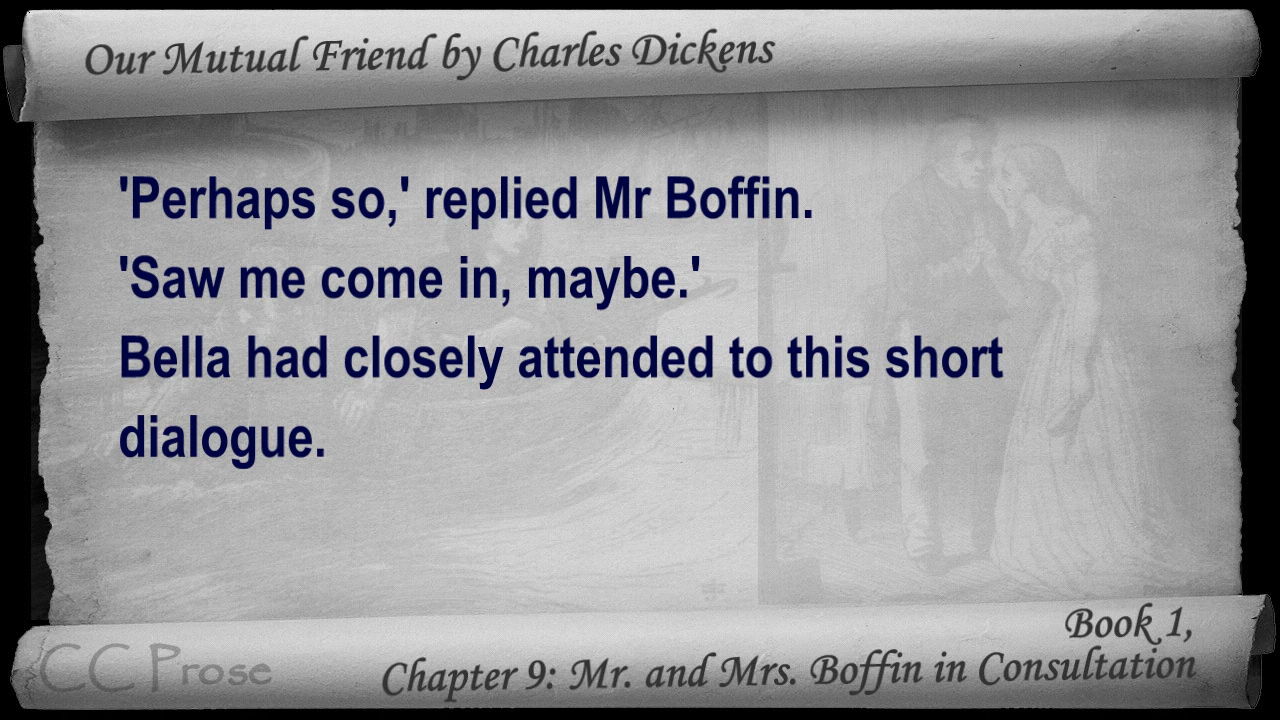 Our Mutual Friend by Charles Dickens
'Perhaps so,' replied Mr Boffin.
'Saw me come in, maybe.'
Bella had closely attended to this short
dialogue.
Book 1,
Chapter 9: Mr. and Mrs. Boffin in Consultation
CC Prose